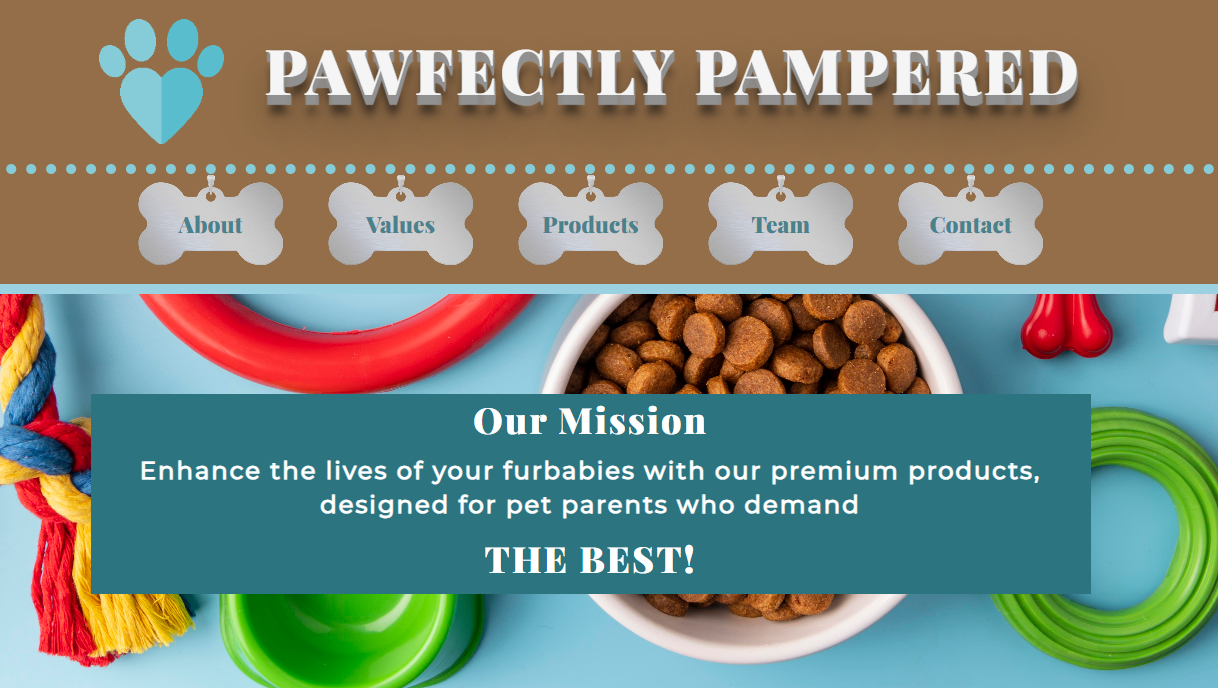 PAWFECTLY PAMPERED
About
Values
Products
Team
Contact
Our Mission
Enhance the lives of your furbabies with our premium products,
designed for pet parents who demand
THE BEST!